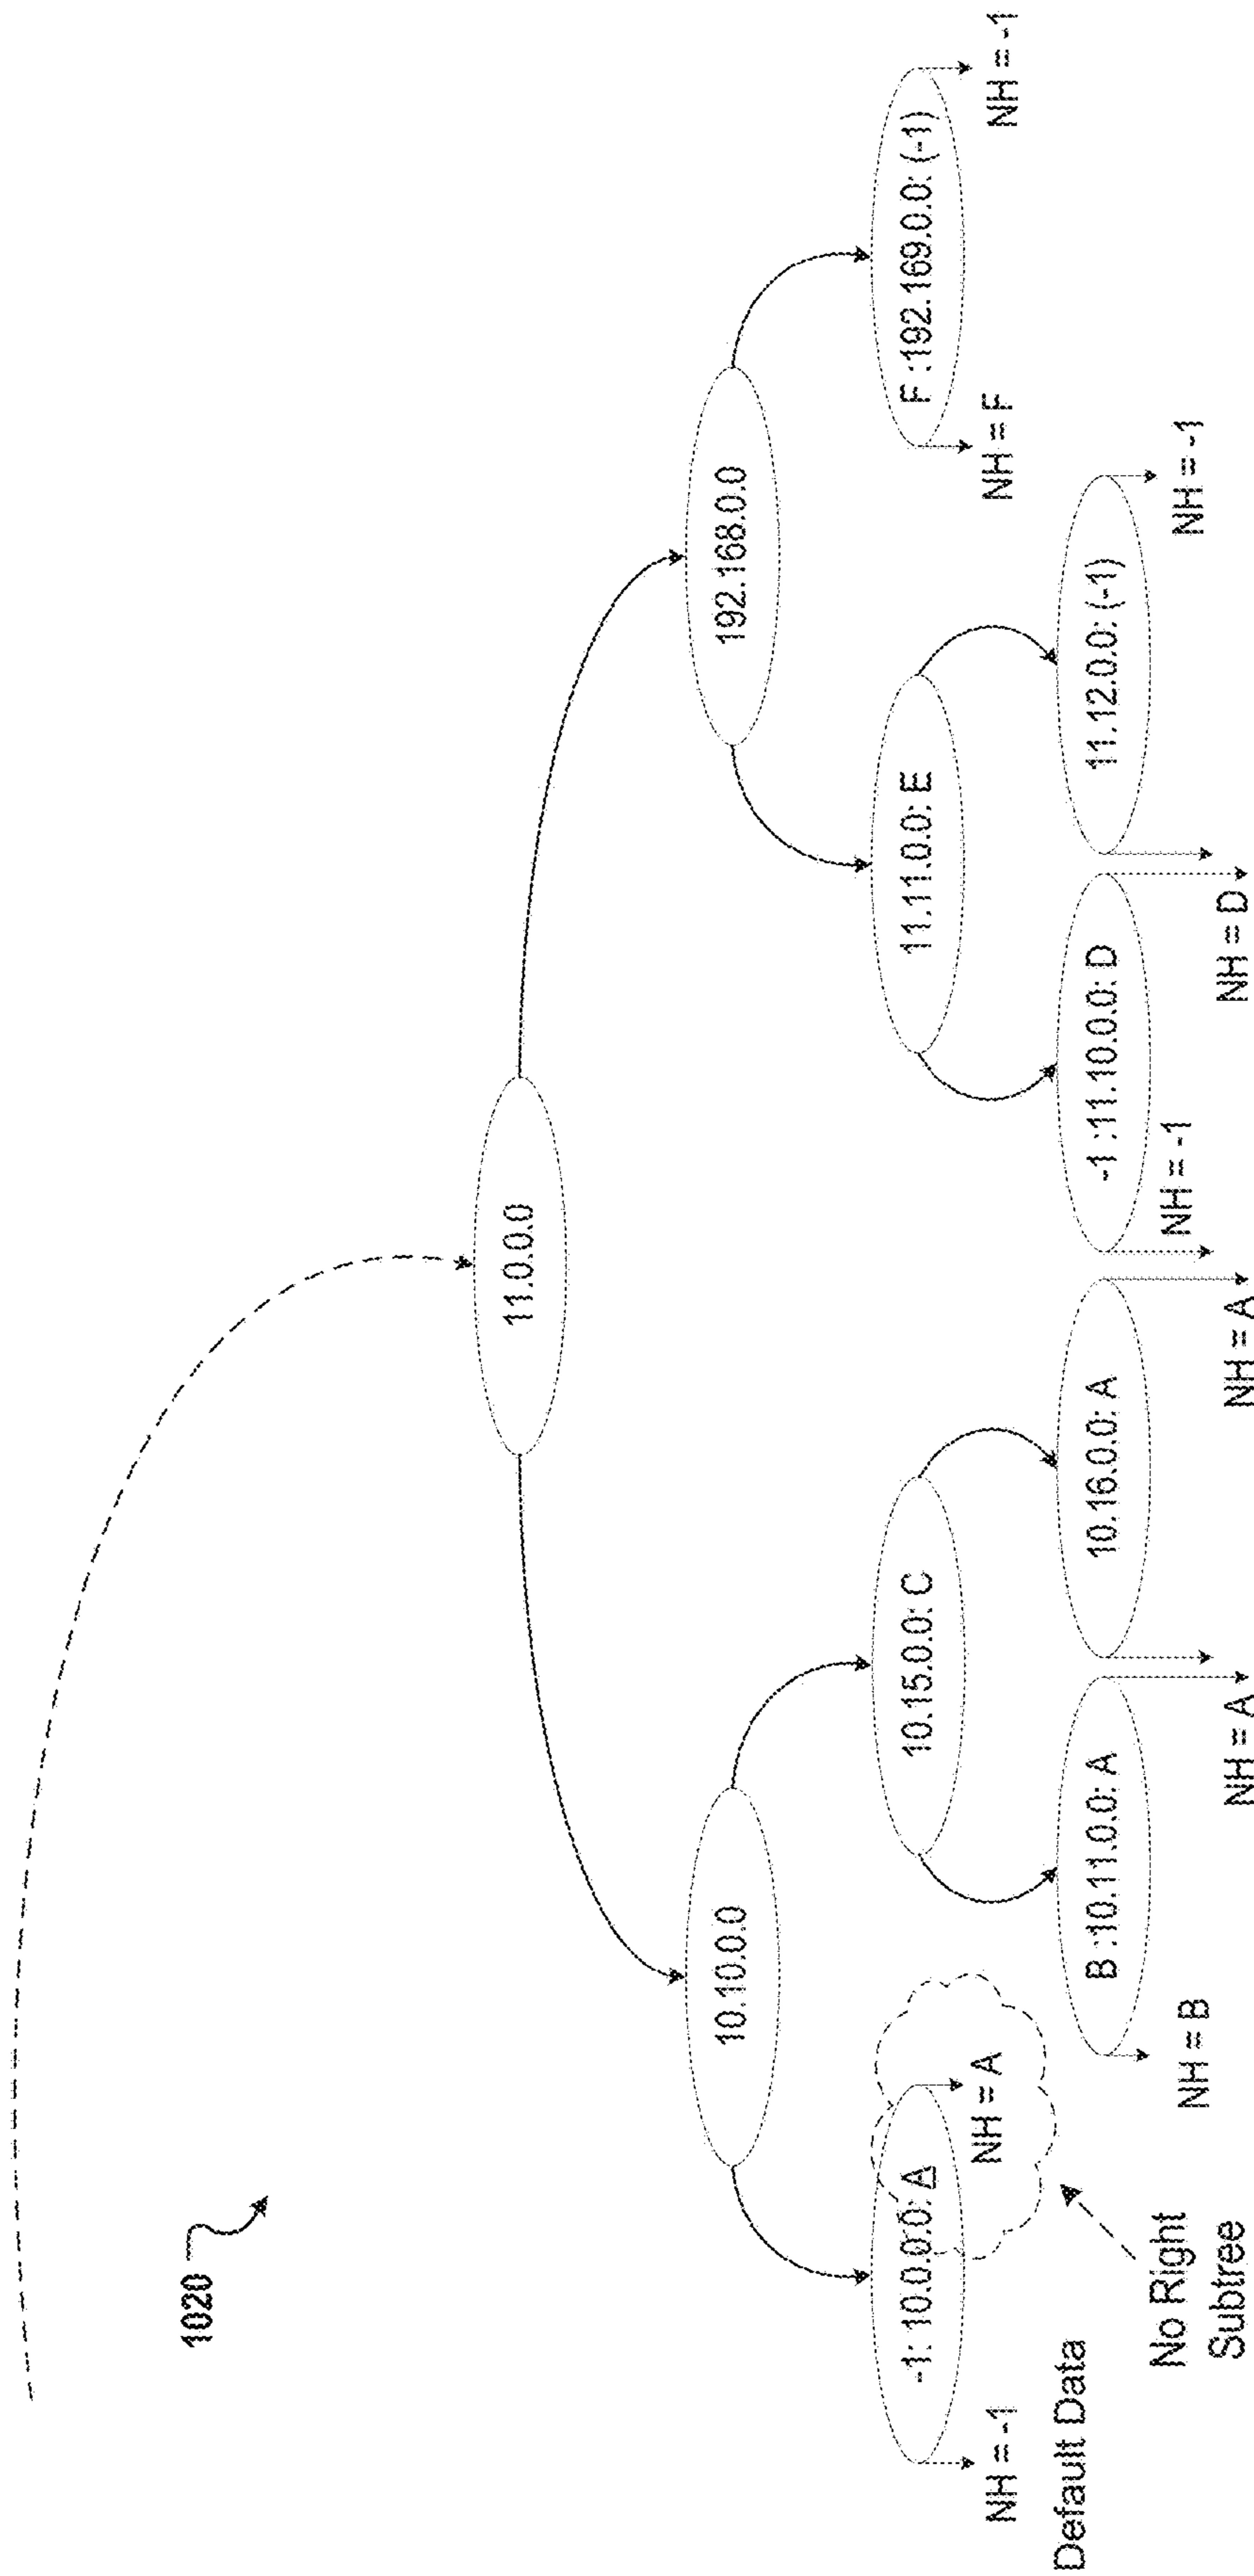 1020
11.0.0.0
10.10.0.0
192.168.0.0
-1: 10.0.0.0: A
10.15.0.0: C
11.11.0.0: E
F :192.169.0.0: (-1)
NH = -1
NH = A
NH = F
NH = -1
Default Data
B :10.11.0.0: A
10.16.0.0: A
-1 :11.10.0.0: D
11.12.0.0: (-1)
No Right
Subtree
NH = B
NH = -1
NH = -1
NH = A
NH = A
NH = D